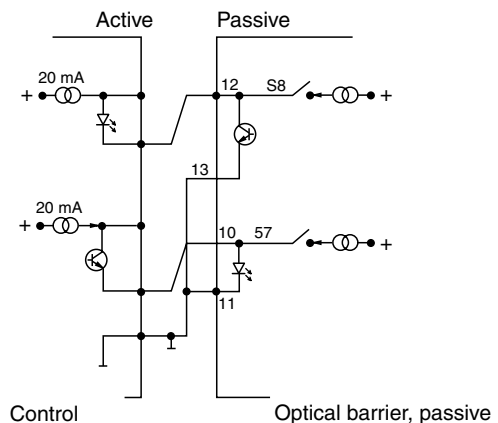 Active Passive
20 mA
12 S8
+ +
13
20 mA
10 57
+ +
11
Control Optical barrier, passive